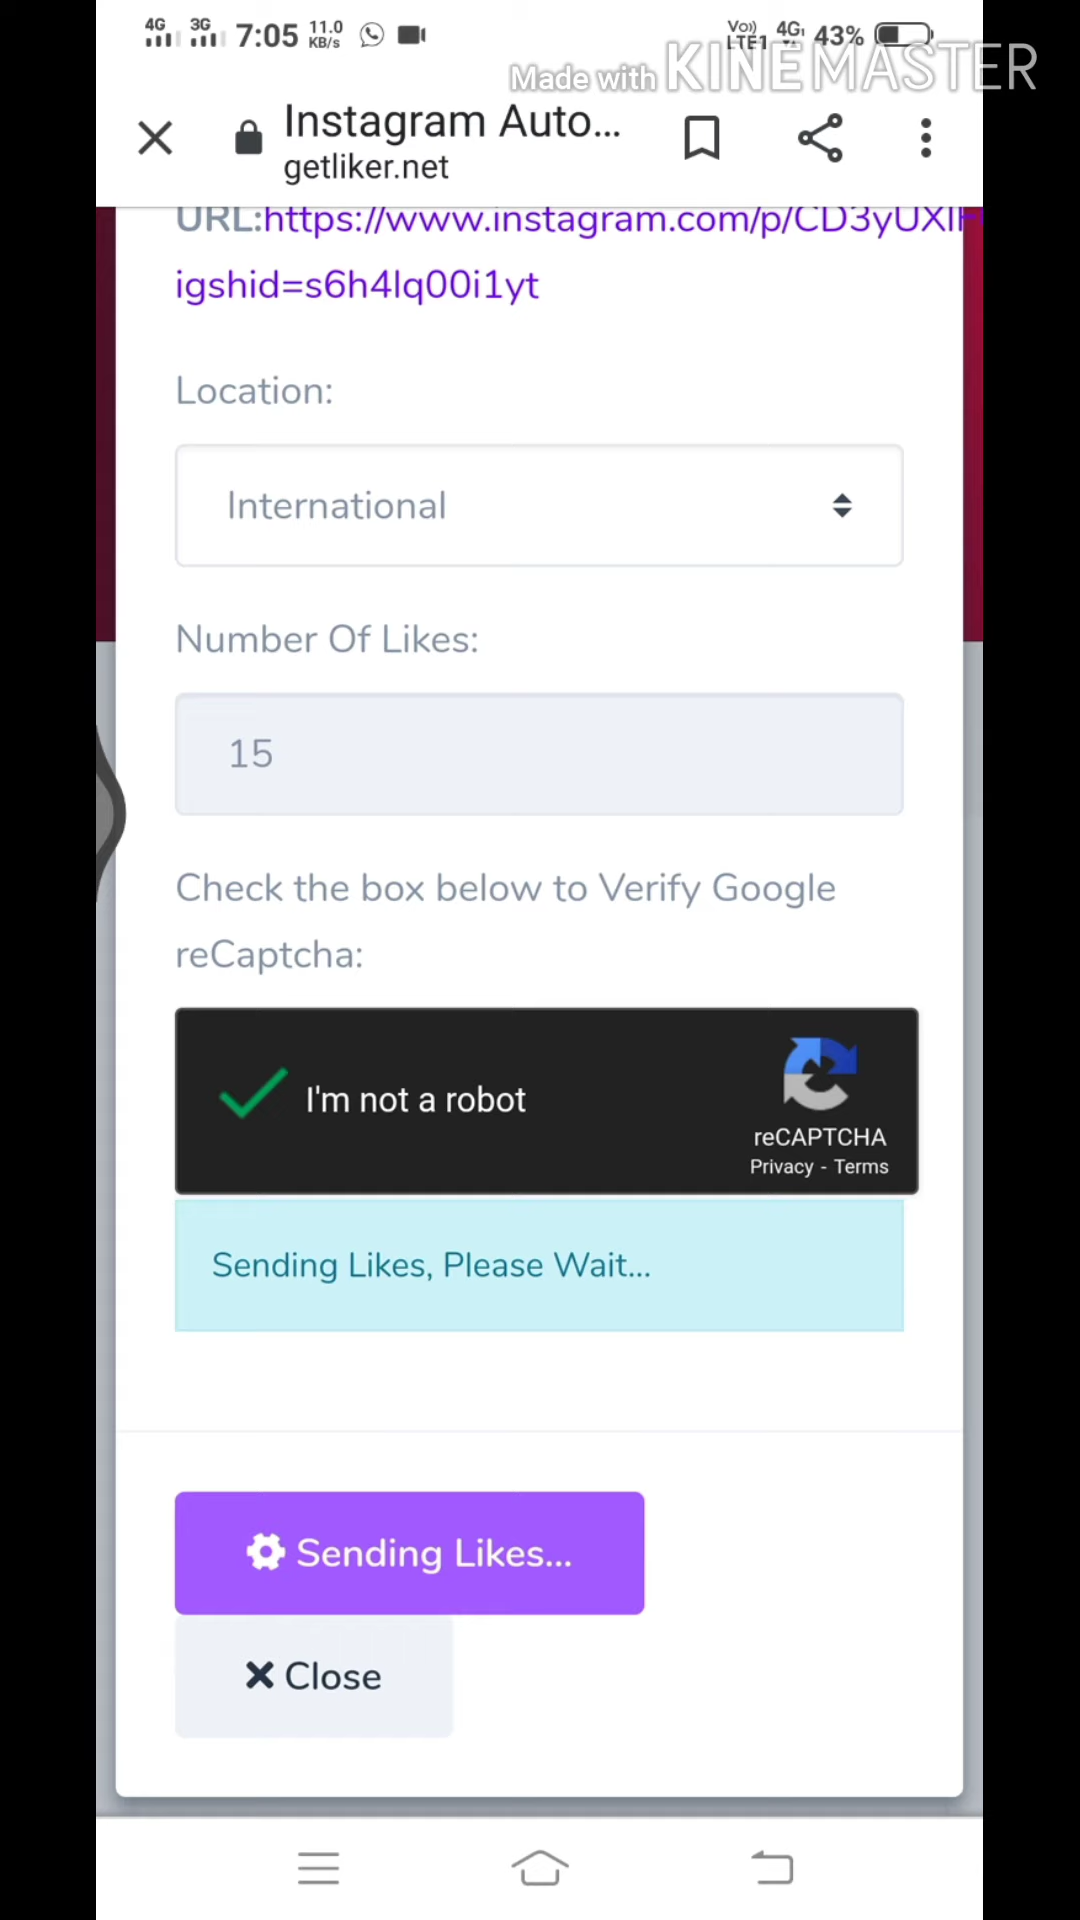 4G 3G 7:05 11.0 KB/s Vo)) LTE1 4G 43%
Made with KINEMASTER
Instagram Auto...
getliker.net
URL:https://www.instagram.com/p/CD3yUXI
igshid=s6h4lq00i1yt
Location:
International
Number Of Likes:
15
Check the box below to Verify Google
reCaptcha:
I'm not a robot
reCAPTCHA
Privacy - Terms
Sending Likes, Please Wait...
Sending Likes...
Close